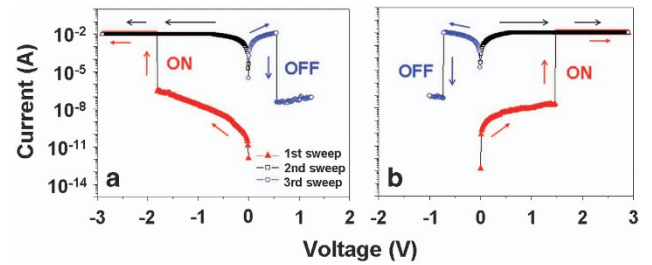 10⁻²
10⁻⁵
10⁻⁸
10⁻¹¹
10⁻¹⁴
Current (A)
ON
OFF
1st sweep
2nd sweep
3rd sweep
a
-3 -2 -1 0 1 2
OFF
ON
b
-2 -1 0 1 2 3
Voltage (V)